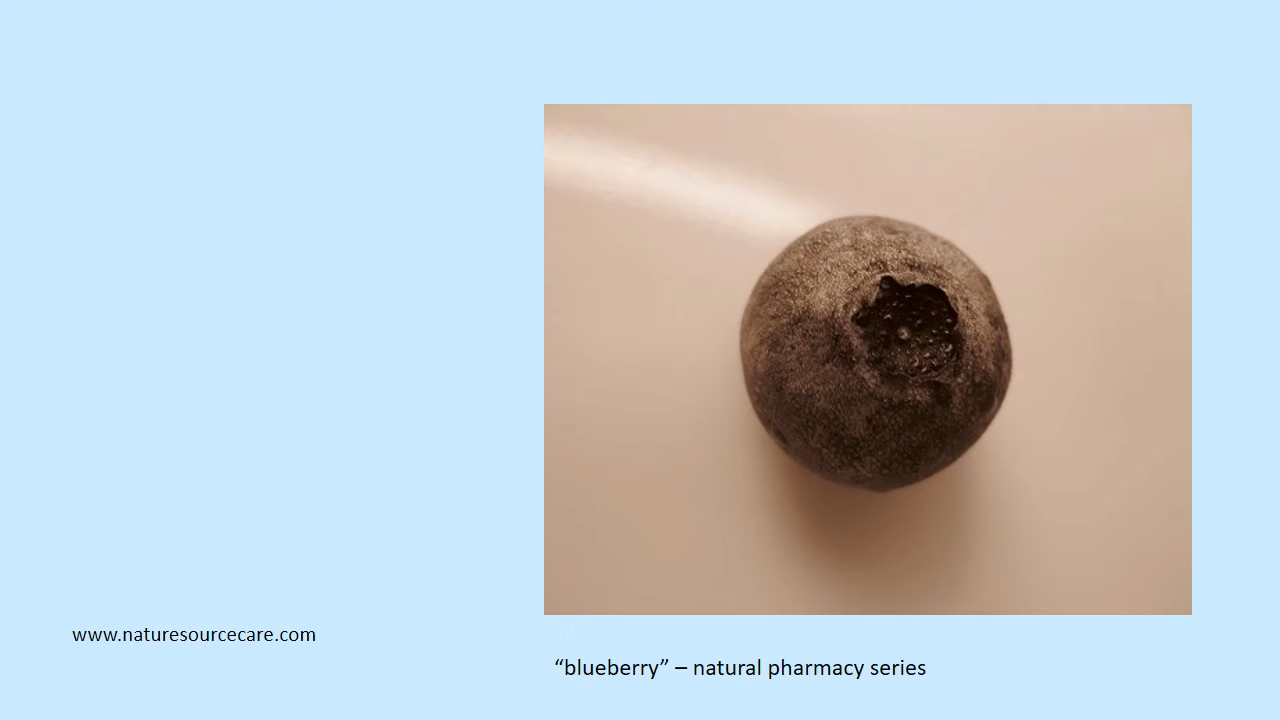 www.naturesourcecare.com
“blueberry” – natural pharmacy series